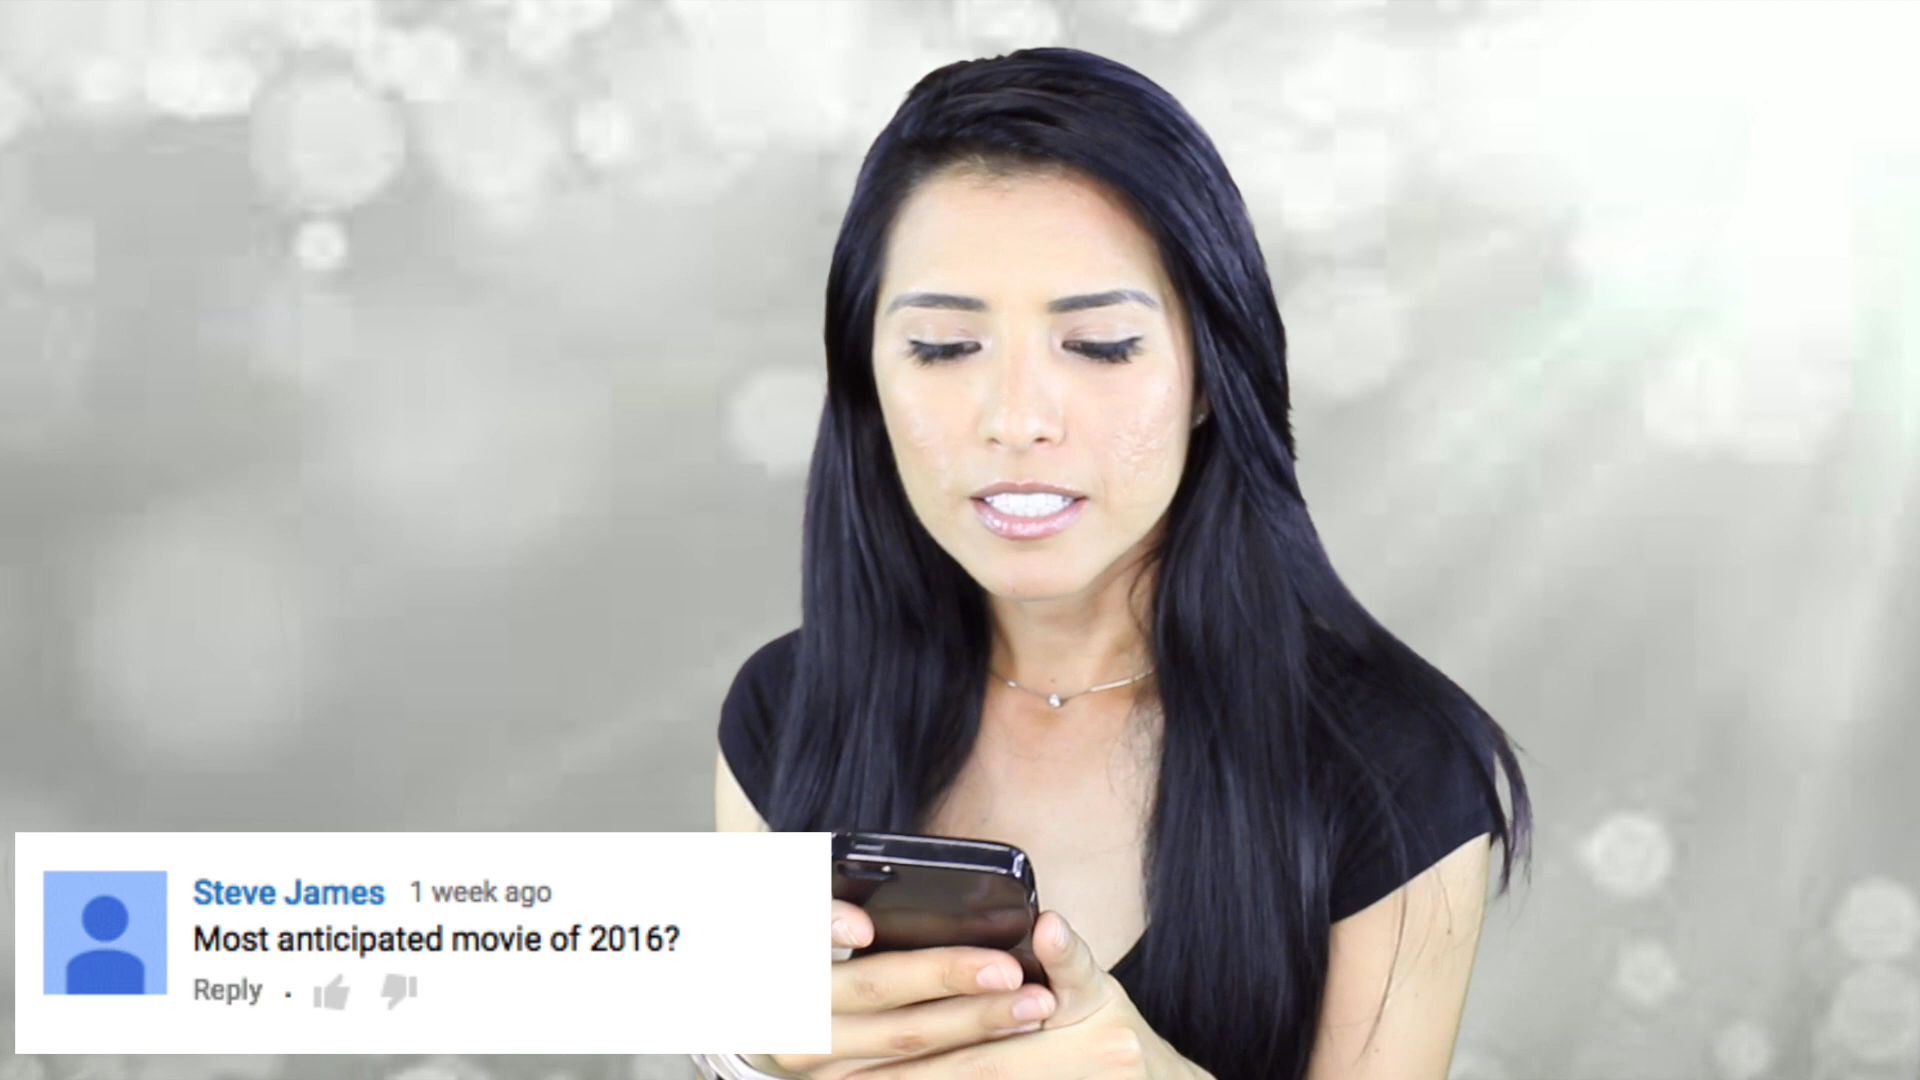 Steve James 1 week ago
Most anticipated movie of 2016?
Reply .